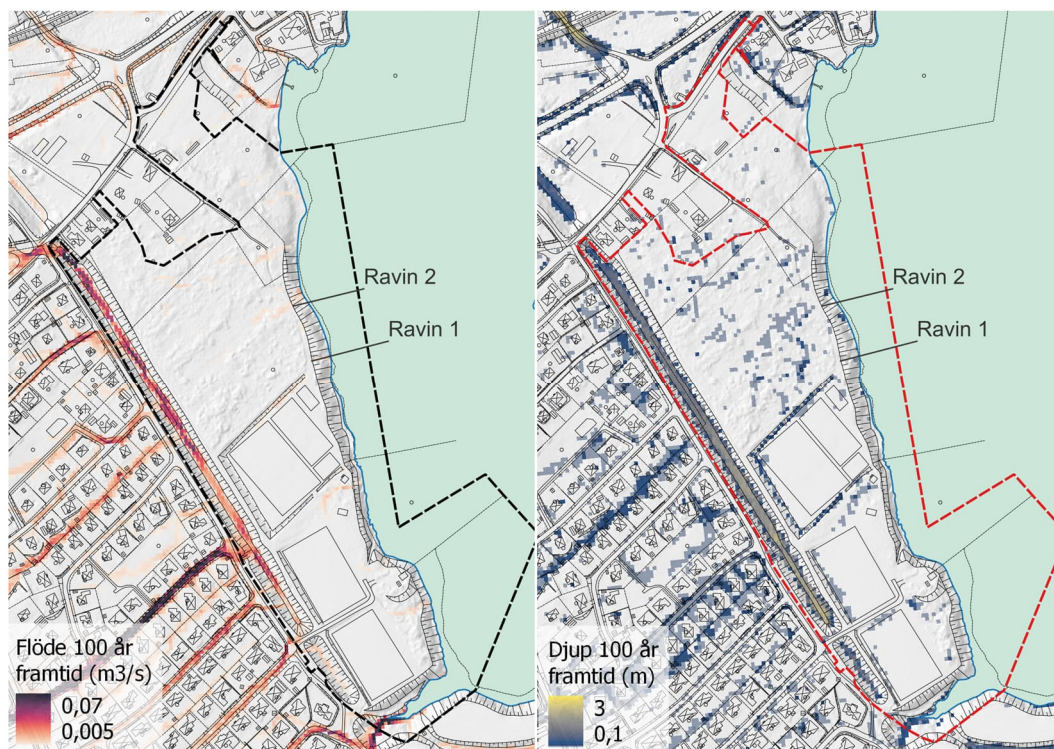 Ravin 2
Ravin 1
Flöde 100 år
framtid (m3/s)
0,07
0,005
Ravin 2
Ravin 1
Djup 100 år
framtid (m)
3
0,1